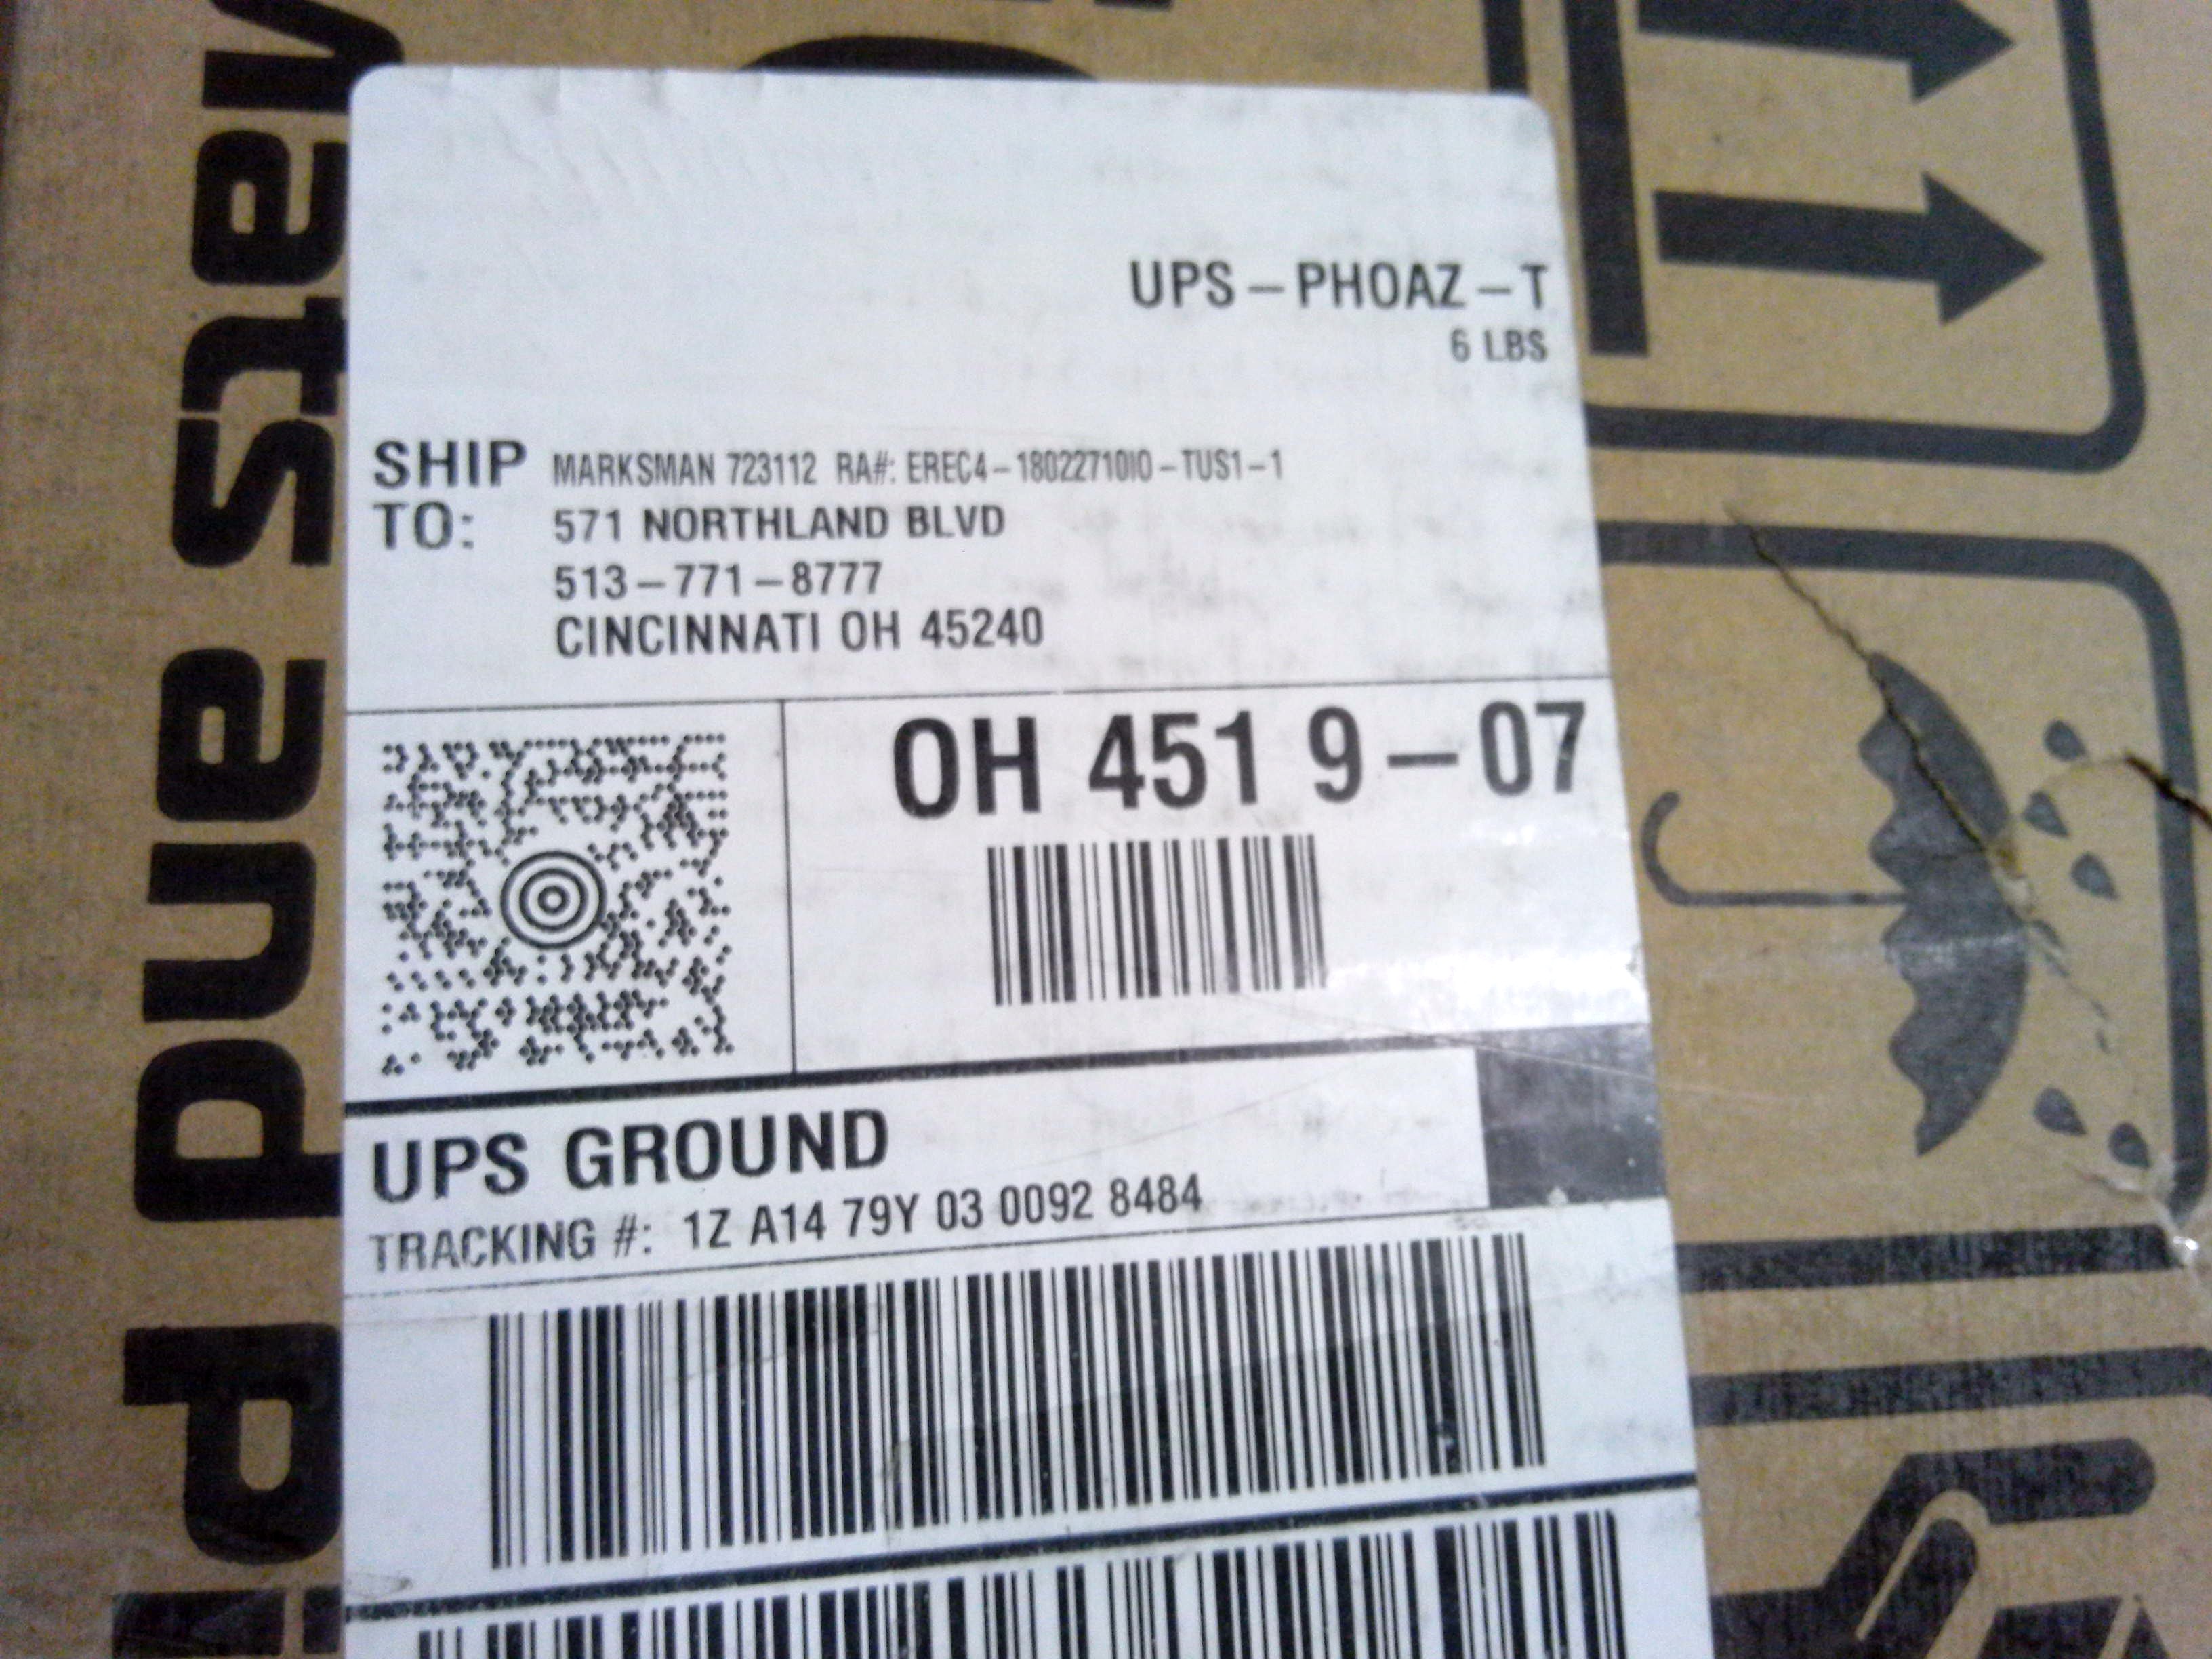 UPS – PHOAZ – T
6 LBS
SHIP TO:
MARKSMAN 723112 RA#: EREC4–1802271010–TUS1–1
571 NORTHLAND BLVD
513–771–8777
CINCINNATI OH 45240
OH 451 9–07
UPS GROUND
TRACKING #: 1Z A14 79Y 03 0092 8484
and